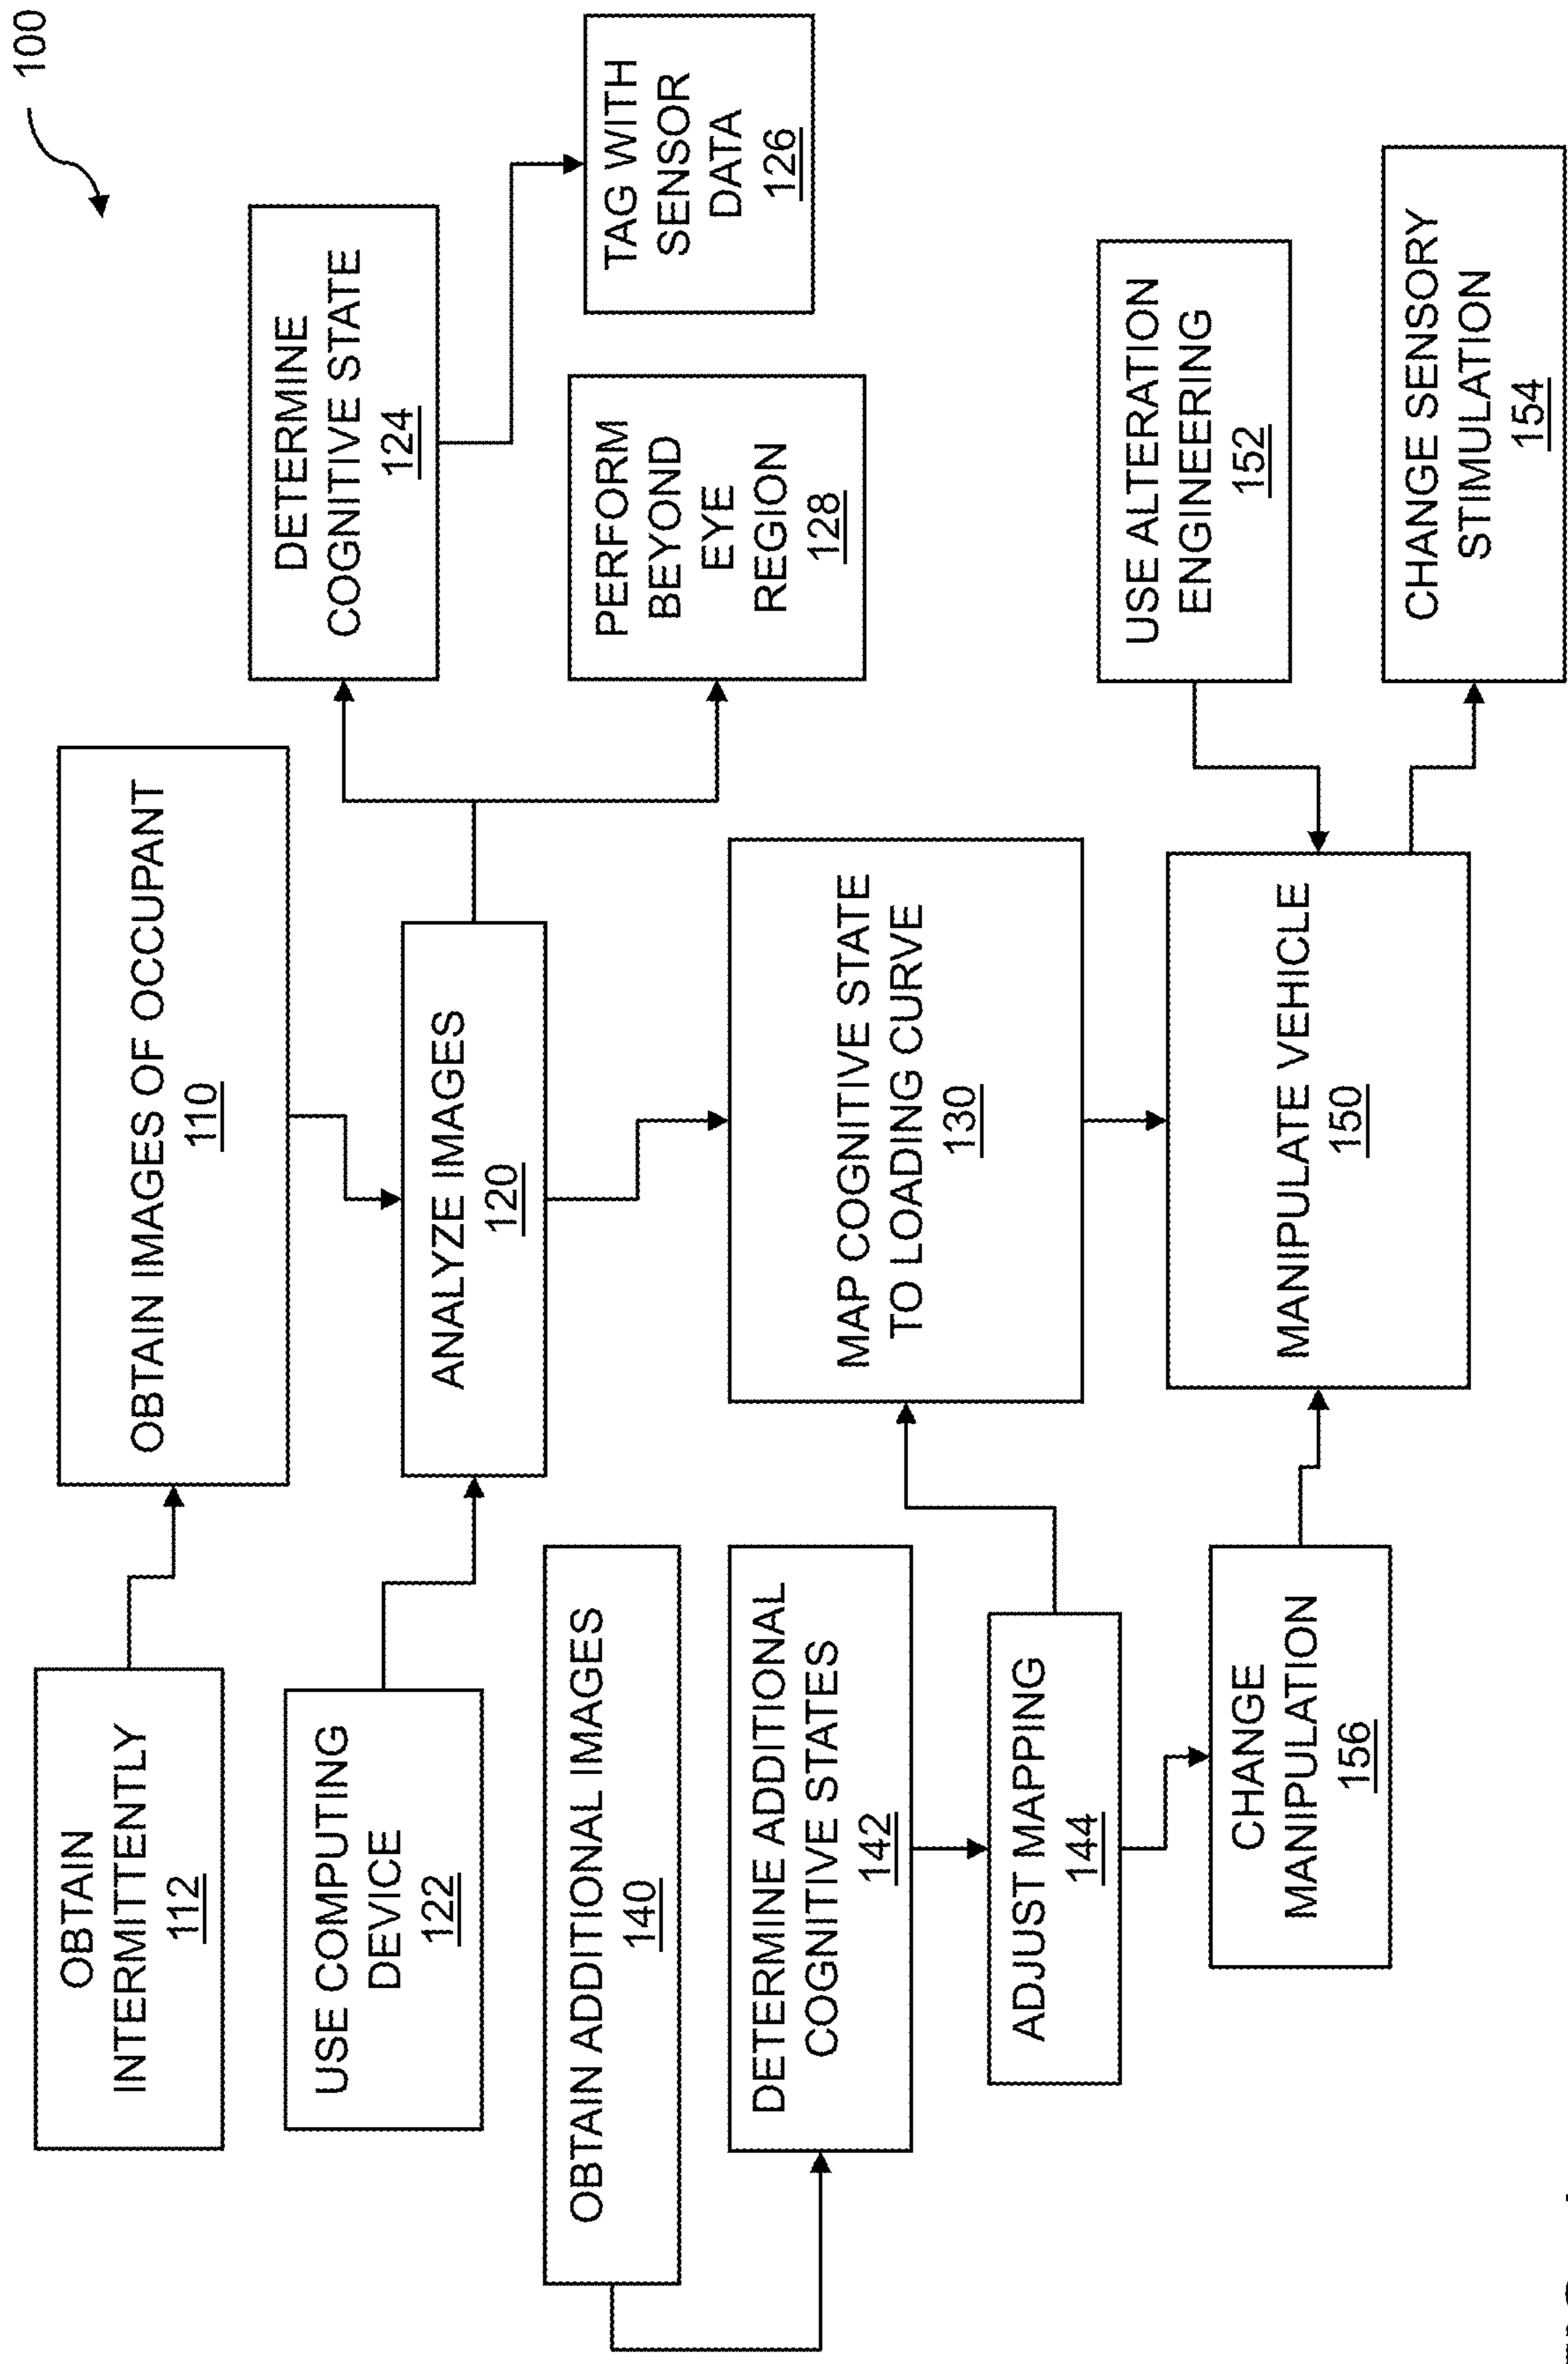 100
OBTAIN
INTERMITTENTLY
112
OBTAIN IMAGES OF OCCUPANT
110
DETERMINE
COGNITIVE STATE
124
USE COMPUTING
DEVICE
122
ANALYZE IMAGES
120
TAG WITH
SENSOR
DATA
126
PERFORM
BEYOND
EYE
REGION
128
OBTAIN ADDITIONAL IMAGES
140
DETERMINE ADDITIONAL
COGNITIVE STATES
142
MAP COGNITIVE STATE
TO LOADING CURVE
130
ADJUST MAPPING
144
USE ALTERATION
ENGINEERING
152
CHANGE
MANIPULATION
156
MANIPULATE VEHICLE
150
CHANGE SENSORY
STIMULATION
154